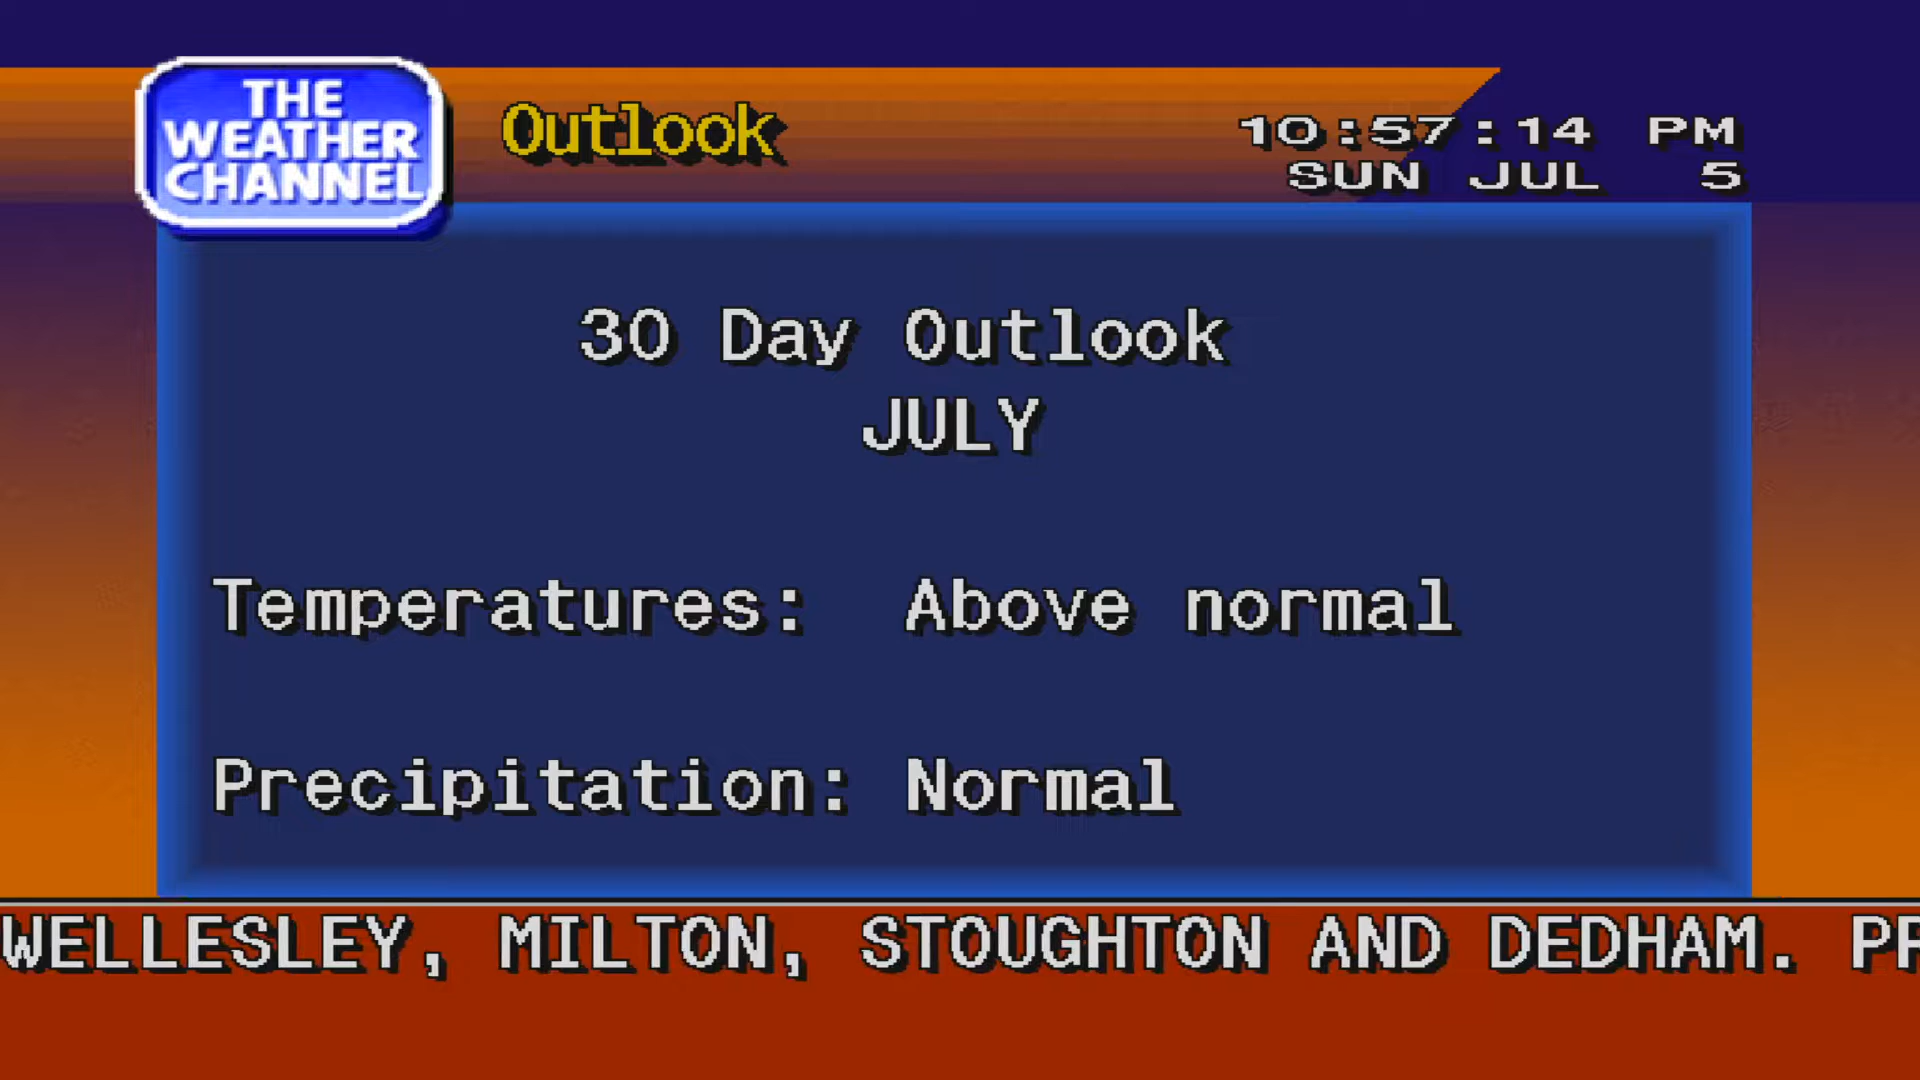 THE
WEATHER
CHANNEL
Outlook
10:57:14 PM
SUN JUL 5
30 Day Outlook
JULY
Temperatures: Above normal
Precipitation: Normal
WELLESLEY, MILTON, STOUGHTON AND DEDHAM. PR